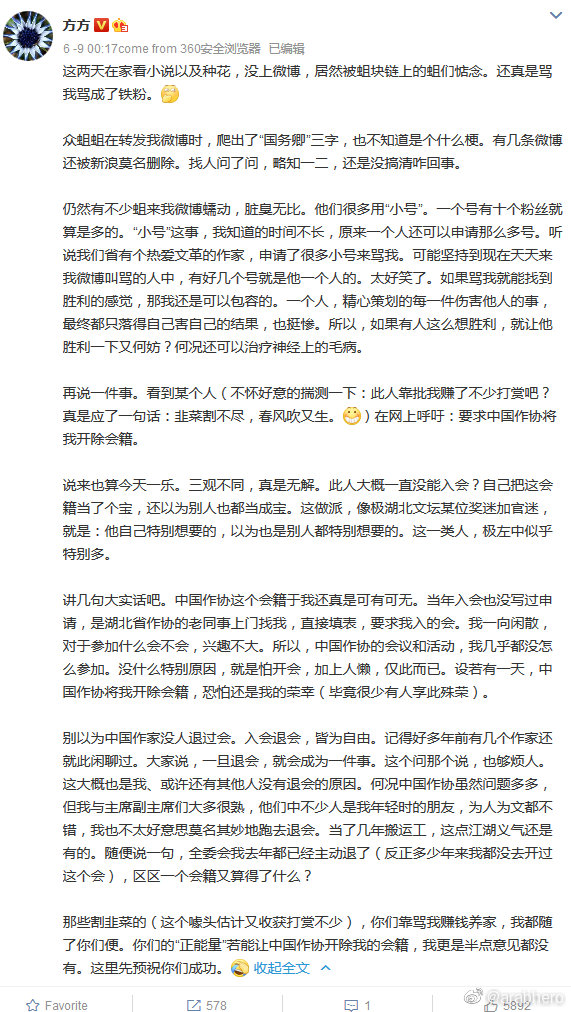 方方
6 -9 00:17come from 360安全浏览器 已编辑
这两天在家看小说以及种花，没上微博，居然被蛆块链上的蛆们惦念。还真是骂
我骂成了铁粉。
众蛆蛆在转发我微博时，爬出了“国务卿”三字，也不知道是个什么梗。有几条微博
还被新浪莫名删除。找人问了问，略知一二，还是没搞清咋回事。
仍然有不少蛆来我微博蠕动，脏臭无比。他们很多用“小号”。一个号有十个粉丝就
算是多的。“小号”这事，我知道的时间不长，原来一个人还可以申请那么多号。听
说我们省有个热爱文革的作家，申请了很多小号来骂我。可能坚持到现在天天来
我微博叫骂的人中，有好几个号就是他一个人的。太好笑了。如果骂我就能找到
胜利的感觉，那我还是可以包容的。一个人，精心策划的每一件伤害他人的事，
最终都只落得自己害自己的结果，也挺惨。所以，如果有人这么想胜利，就让他
胜利一下又何妨？何况还可以治疗神经上的毛病。
再说一件事。看到某个人（不怀好意的揣测一下：此人靠批我赚了不少打赏吧？
真是应了一句话：韭菜割不尽，春风吹又生。）在网上呼吁：要求中国作协将
我开除会籍。
说来也算今天一乐。三观不同，真是无解。此人大概一直没能入会？自己把这会
籍当了个宝，还以为别人也都当成宝。这做派，像极湖北文坛某位奖迷加官迷，
就是：他自己特别想要的，以为也是别人都特别想要的。这一类人，极左中似乎
特别多。
讲几句大实话吧。中国作协这个会籍于我还真是可有可无。当年入会也没写过申
请，是湖北省作协的老同事上门找我，直接填表，要求我入的会。我一向闲散，
对于参加什么会不会，兴趣不大。所以，中国作协的会议和活动，我几乎都没怎
么参加。没什么特别原因，就是怕开会，加上人懒，仅此而已。设若有一天，中
国作协将我开除会籍，恐怕还是我的荣幸（毕竟很少有人享此殊荣）。
别以为中国作家没人退过会。入会退会，皆为自由。记得好多年前有几个作家还
就此闲聊过。大家说，一旦退会，就会成为一件事。这个问那个说，也够烦人。
这大概也是我、或许还有其他人没有退会的原因。何况中国作协虽然问题多多，
但我与主席副主席们大多很熟，他们中不少人是我年轻时的朋友，为人为文都不
错，我也不太好意思莫名其妙地跑去退会。当了几年搬运工，这点江湖义气还是
有的。随便说一句，全委会我去年都已经主动退了（反正多少年来我都没去开过
这个会），区区一个会籍又算得了什么？
那些割韭菜的（这个噱头估计又收获打赏不少），你们靠骂我赚钱养家，我都随
了你们便。你们的“正能量”若能让中国作协开除我的会籍，我更是半点意见都没
有。这里先预祝你们成功。 收起全文
Favorite 578 1 5892
@arabhero